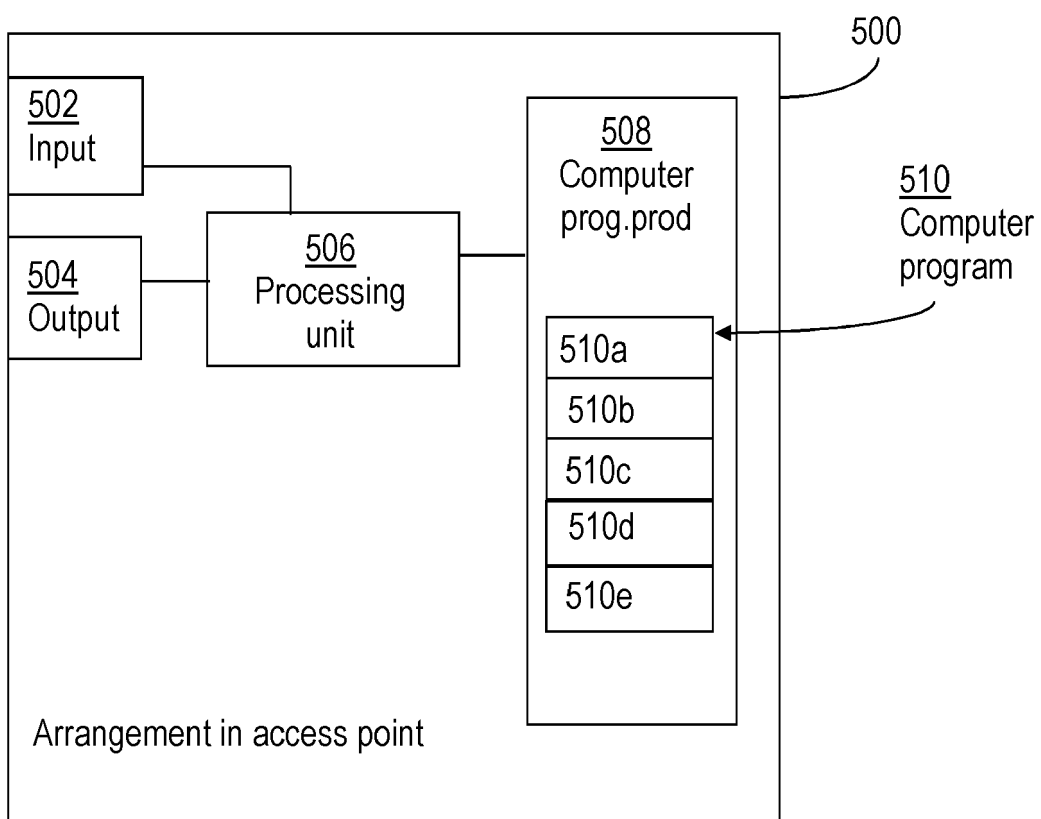 500
502
Input
504
Output
506
Processing
unit
508
Computer
prog.prod
510
Computer
program
510a
510b
510c
510d
510e
Arrangement in access point